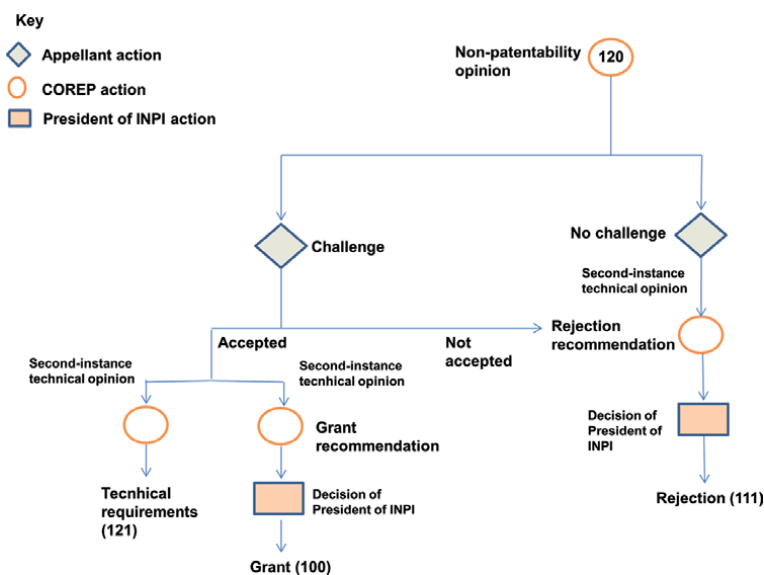 Key
Appellant action
COREP action
President of INPI action
Non-patentability
opinion
120
Challenge
No challenge
Second-instance
technical opinion
Accepted
Not
accepted
Rejection
recommendation
Second-instance
technical opinion
Second-instance
tecnhical opinion
Grant
recommendation
Decision of
President of
INPI
Tecnhical
requirements
(121)
Decision of
President of INPI
Rejection (111)
Grant (100)